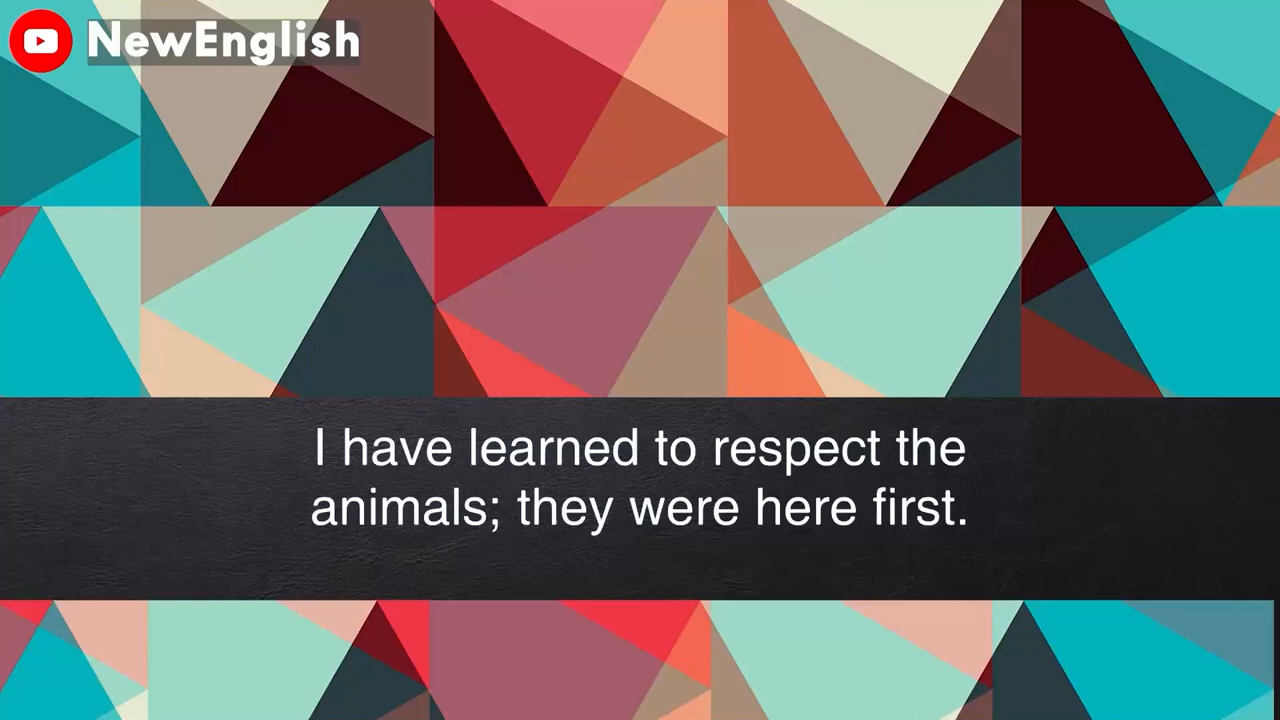 NewEnglish
I have learned to respect the
animals; they were here first.